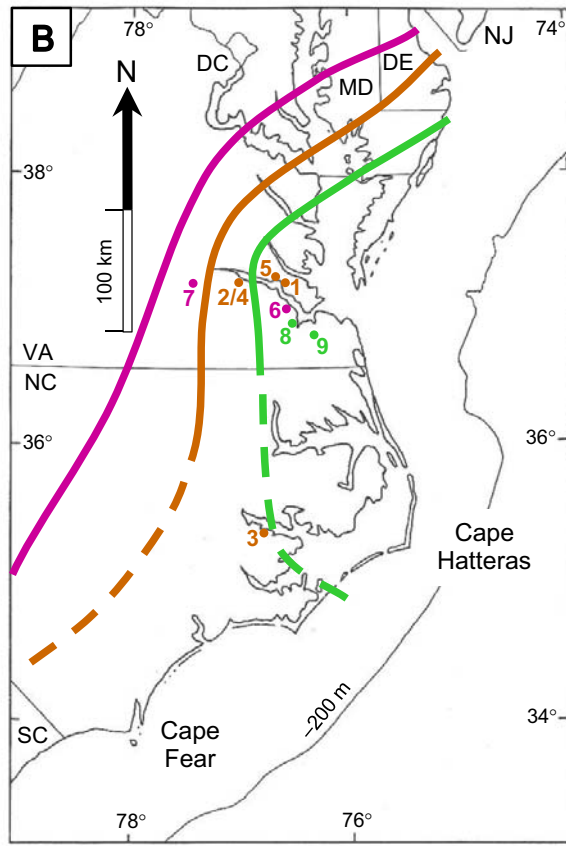 B
78°
74°
NJ
DC
DE
MD
N
38°
38°
100 km
5
1
2/4
7
6
8
9
VA
NC
36°
36°
3
Cape
Hatteras
–200 m
34°
SC
Cape
Fear
78°
76°